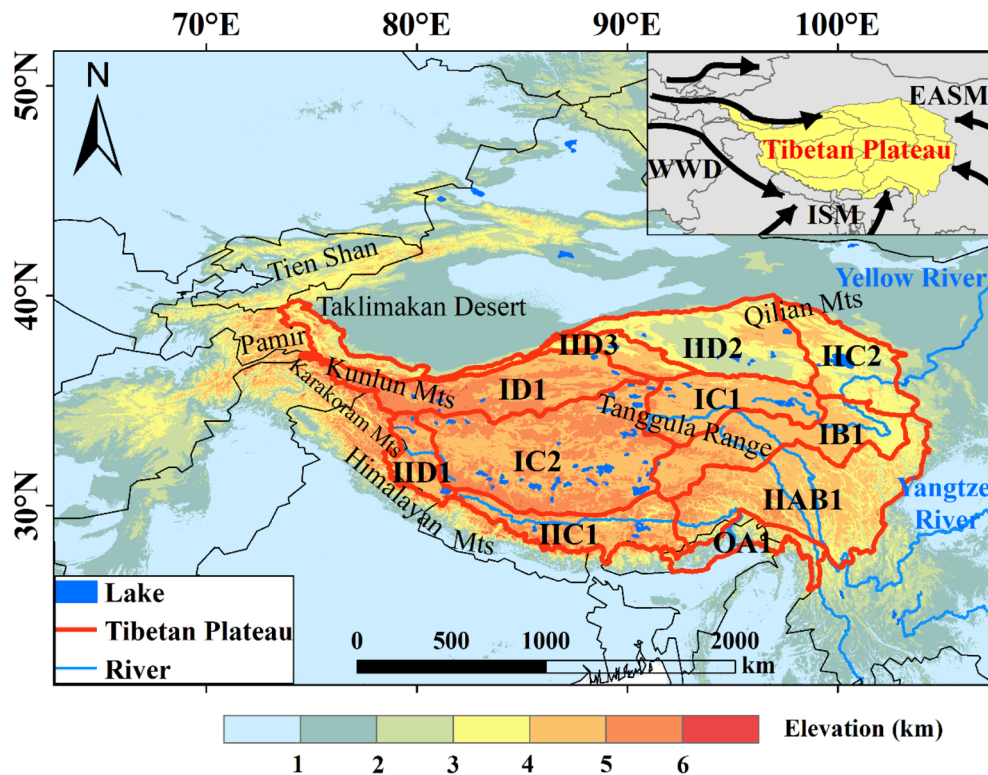 70°E
80°E
90°E
100°E
50°N
40°N
30°N
N
EASM
Tibetan Plateau
WWD
ISM
Tien Shan
Yellow River
Taklimakan Desert
Qilian Mts
Pamir
IID3
IID2
IIC2
Kunlun Mts
ID1
IC1
Karakoram Mts
Tanggula Range
IB1
IID1
IC2
Himalayan Mts
IIAB1
Yangtze
River
IIC1
OA1
Lake
Tibetan Plateau
River
0
500
1000
2000
km
1
2
3
4
5
6
Elevation (km)